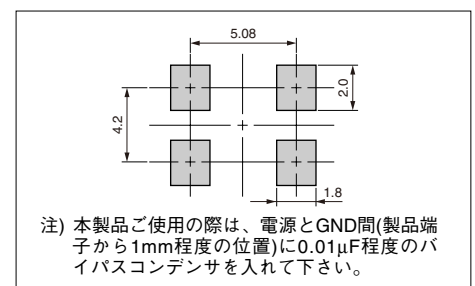 5.08
4.2
2.0
1.8
注) 本製品ご使用の際は、電源とGND間(製品端
子から1mm程度の位置)に0.01μF程度のバ
イパスコンデンサを入れて下さい。